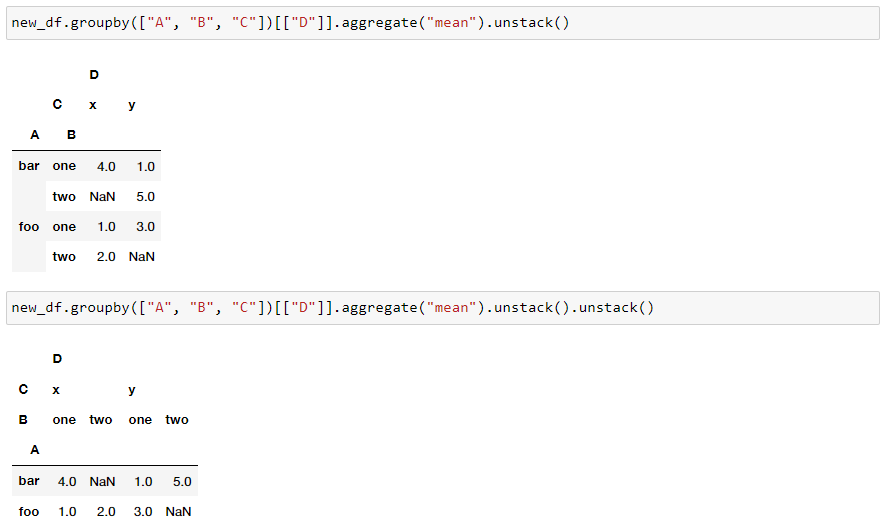 new_df.groupby(["A", "B", "C"])[["D"]].aggregate("mean").unstack()
D
C x y
A B
bar one 4.0 1.0
two NaN 5.0
foo one 1.0 3.0
two 2.0 NaN
new_df.groupby(["A", "B", "C"])[["D"]].aggregate("mean").unstack().unstack()
D
C x y
B one two one two
A
bar 4.0 NaN 1.0 5.0
foo 1.0 2.0 3.0 NaN